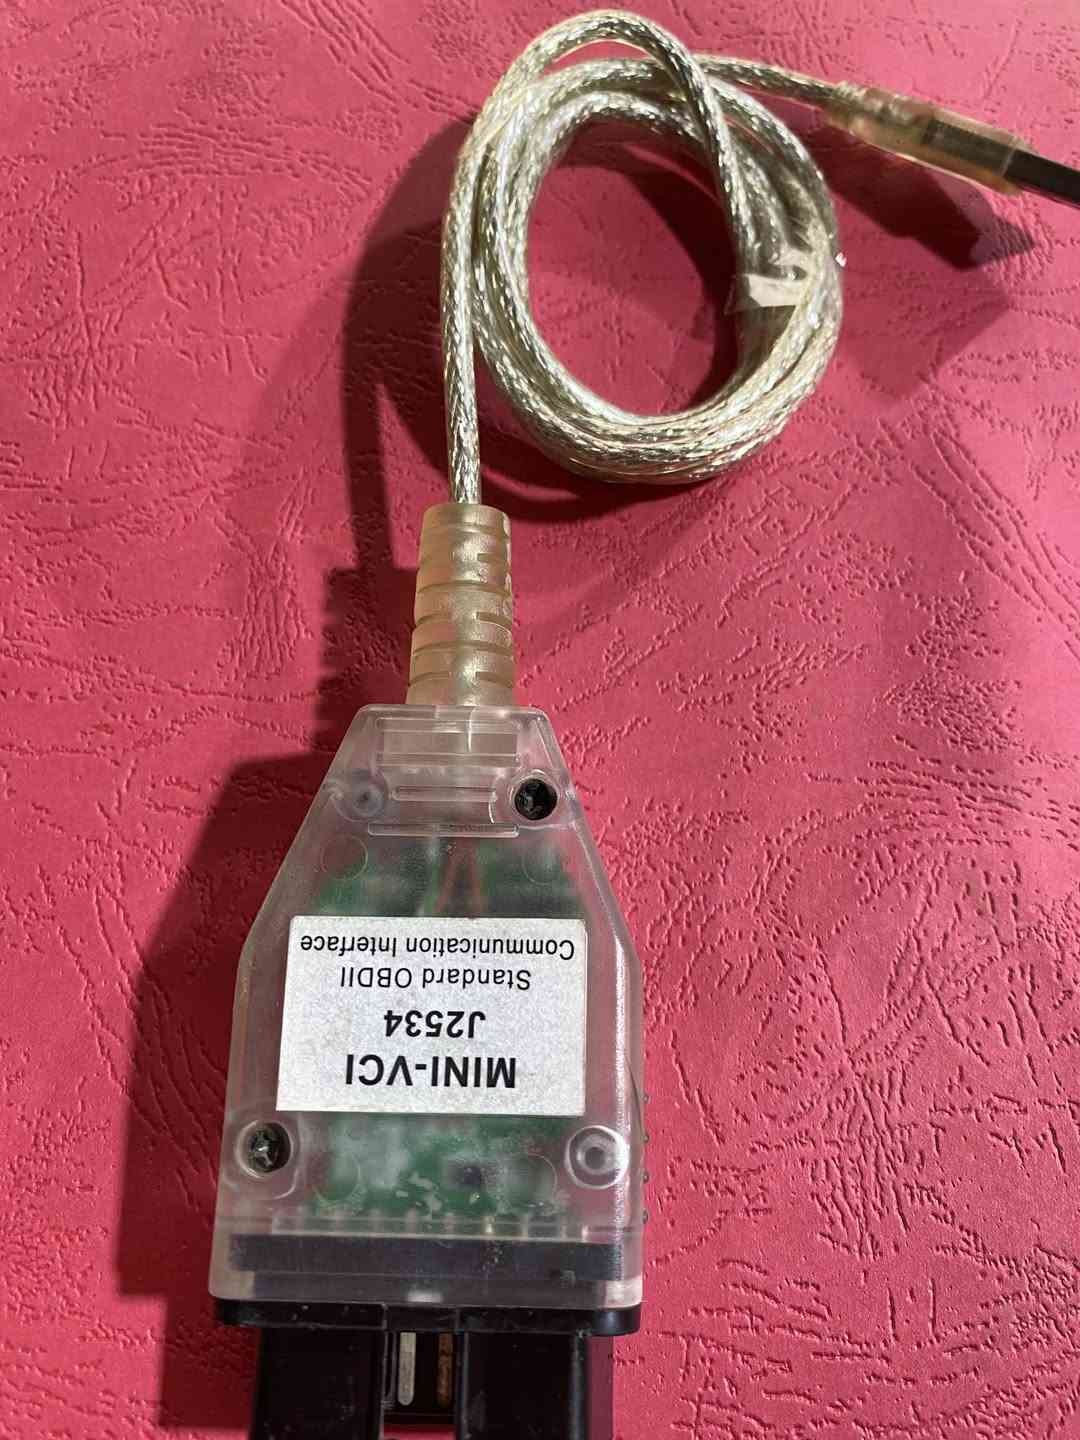 MINI-VCI
J2534
Standard OBDII
Communication Interface